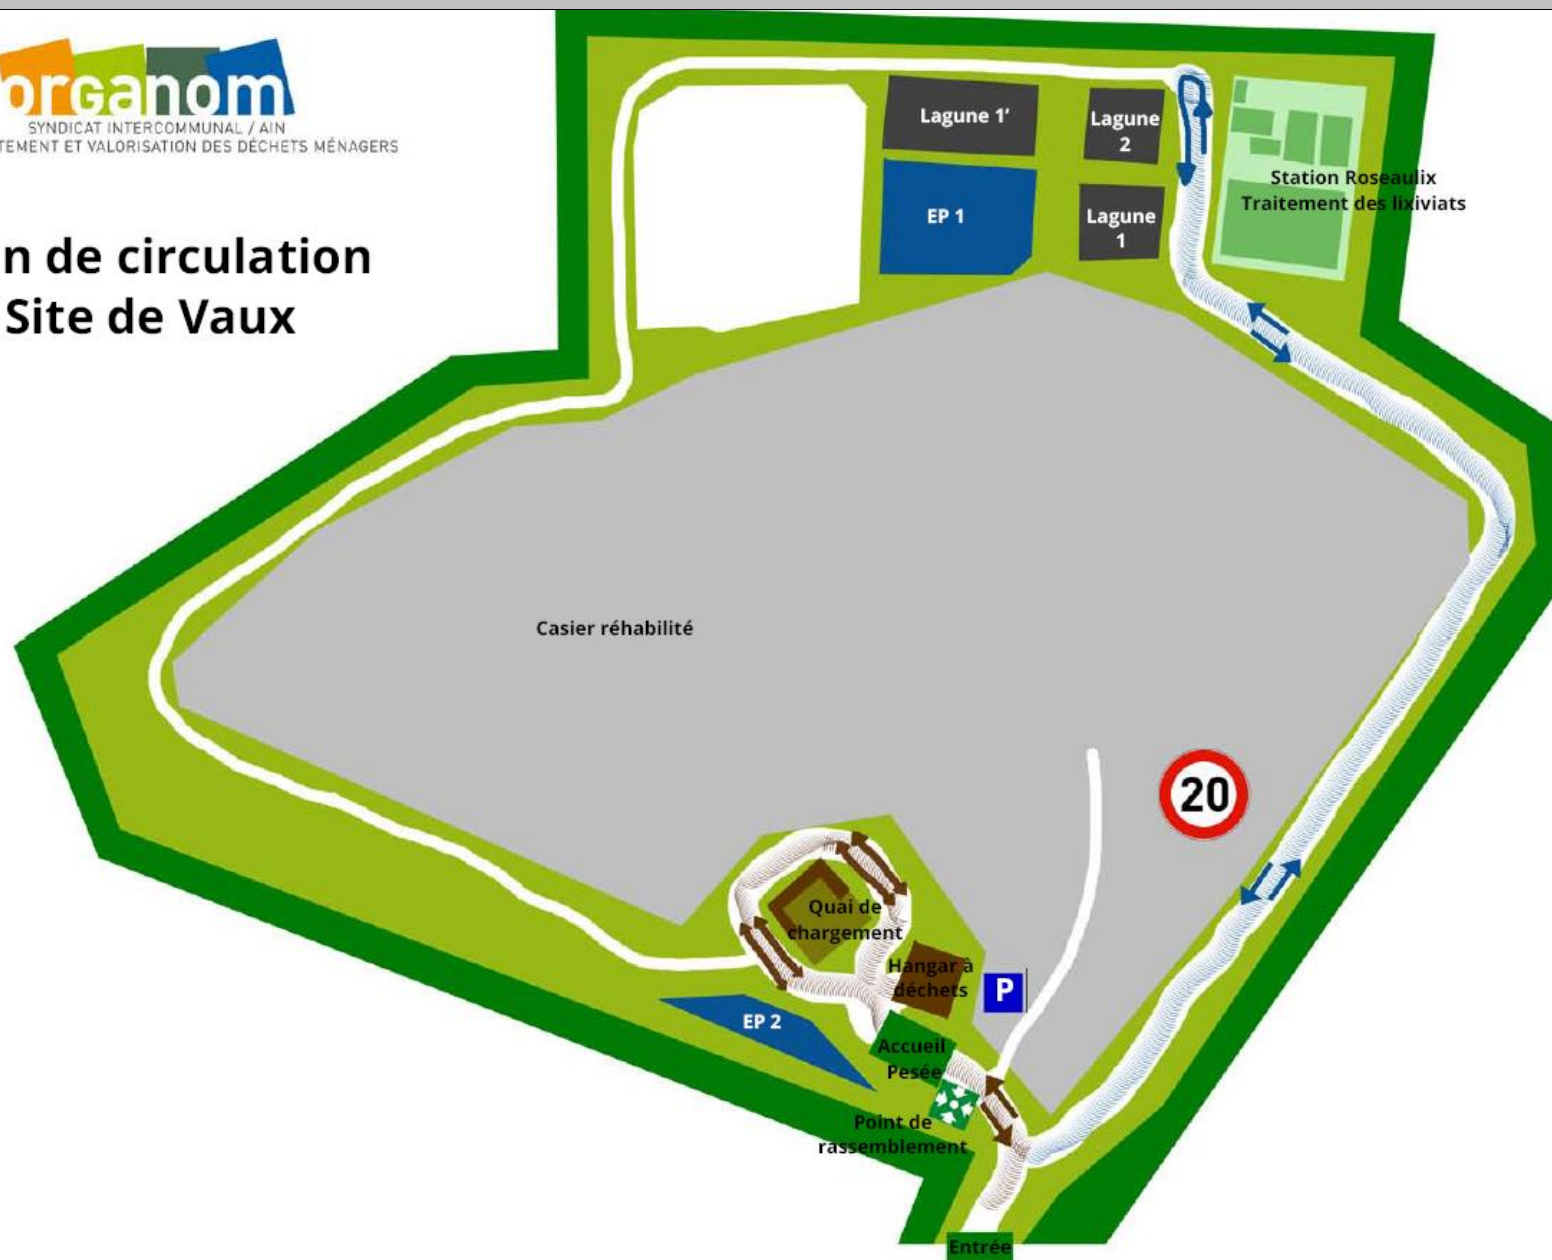 organom
SYNDICAT INTERCOMMUNAL / AIN
TEMENT ET VALORISATION DES DÉCHETS MÉNAGERS
n de circulation
Site de Vaux
Lagune 1’
Lagune
2
EP 1
Lagune
1
Station Roseaulix
Traitement des lixiviats
Casier réhabilité
20
Quai de
chargement
Hangar à
déchets
P
EP 2
Accueil
Pesée
Point de
rassemblement
Entrée